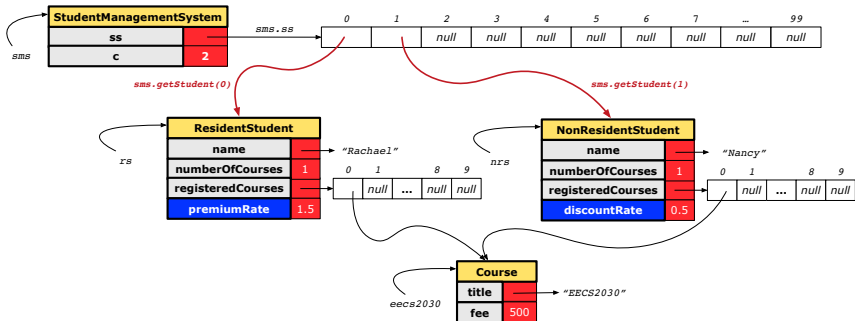 StudentManagementSystem
ss
c
2
sms
sms.ss
0 1 2 3 4 5 6 7 … 99
null null null null null null null null
sms.getStudent(0)
sms.getStudent(1)
ResidentStudent
name
numberOfCourses 1
registeredCourses
premiumRate 1.5
rs
“Rachael”
0 1 8 9
null … null null
NonResidentStudent
name
numberOfCourses 1
registeredCourses
discountRate 0.5
nrs
“Nancy”
0 1 8 9
null … null null
Course
title
fee 500
eecs2030
“EECS2030”